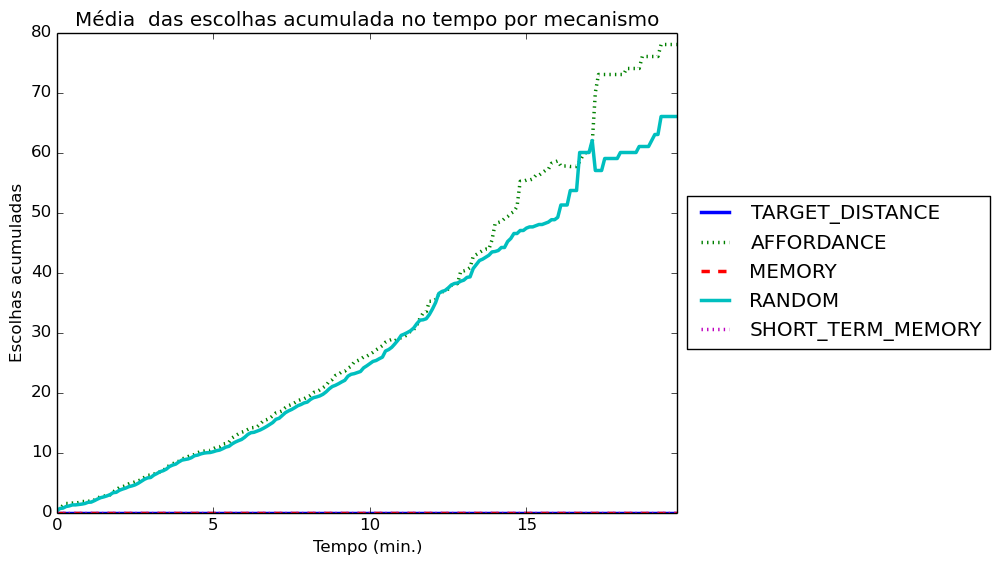 Média  das escolhas acumulada no tempo por mecanismo
80
70
60
50
40
30
20
10
0
Escolhas acumuladas
0 5 10 15
Tempo (min.)
TARGET_DISTANCE
AFFORDANCE
MEMORY
RANDOM
SHORT_TERM_MEMORY